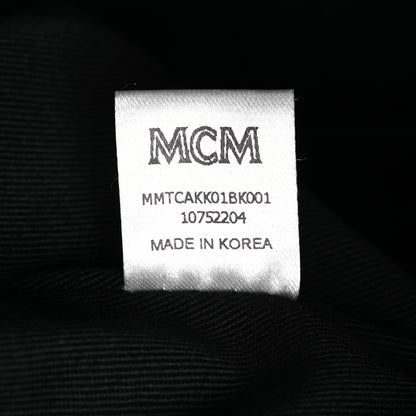 MCM
MMTCAKK01BK001
10752204
MADE IN KOREA